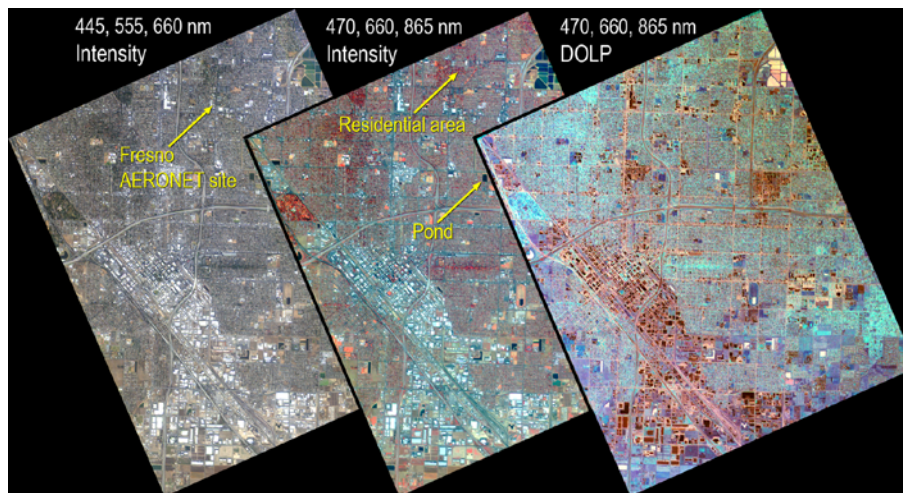 445, 555, 660 nm
Intensity
470, 660, 865 nm
Intensity
470, 660, 865 nm
DOLP
Residential area
Fresno
AERONET site
Pond